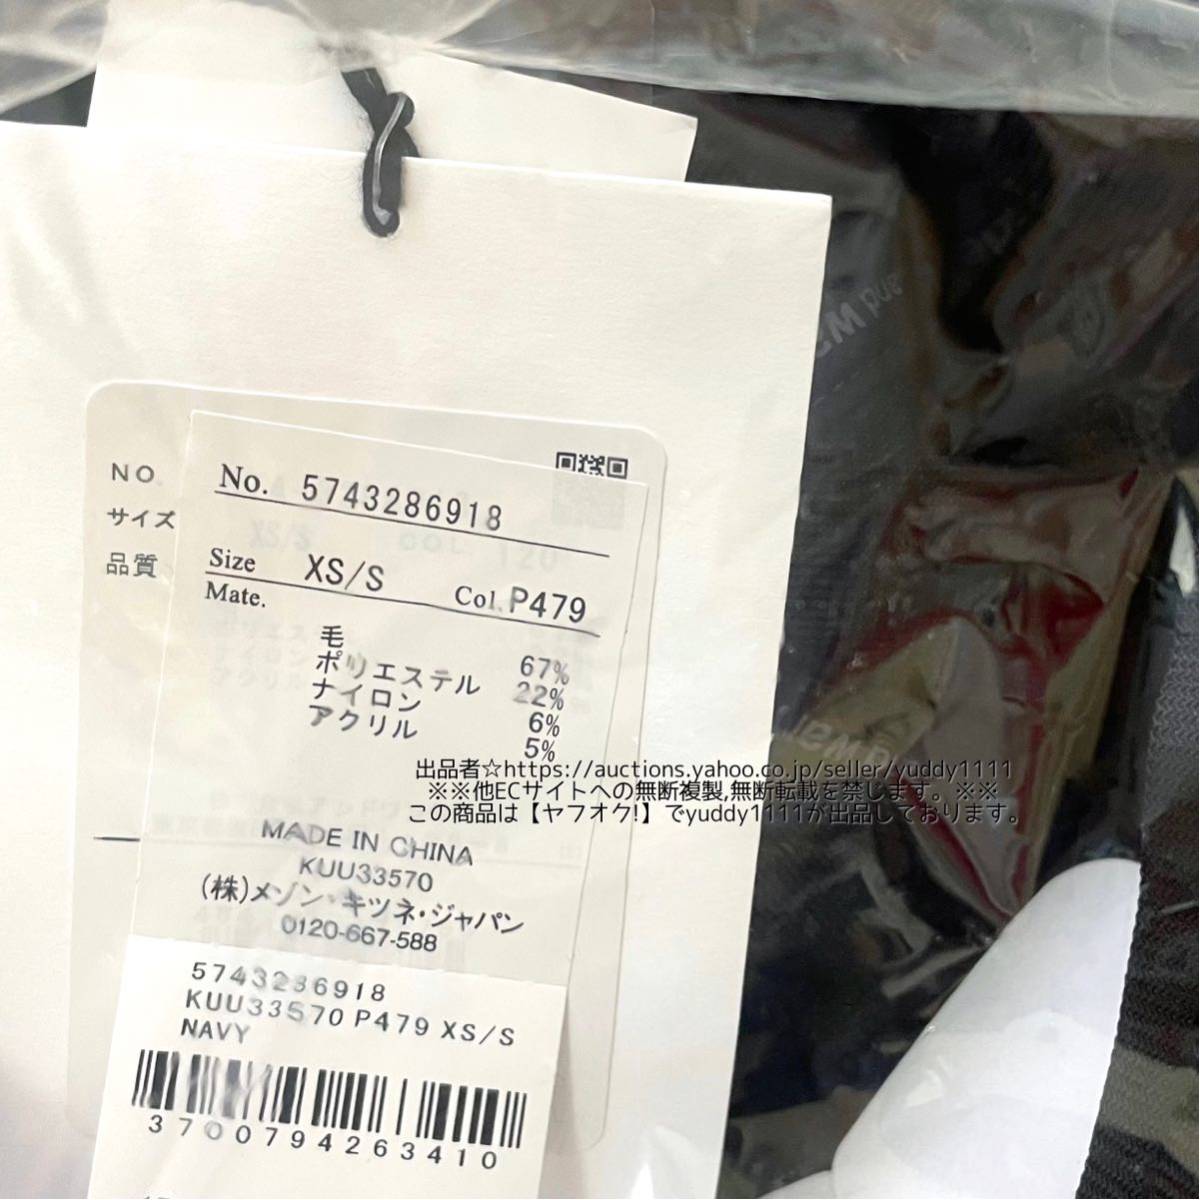 NO.
サイズ
品質
No. 5743286918
Size XS/S Col. P479
Mate.
毛 67%
ポリエステル 22%
ナイロン 6%
アクリル 5%
出品者☆https://auctions.yahoo.co.jp/seller/yuddy1111
※※他ECサイトへの無断複製,無断転載を禁じます。※※
この商品は【ヤフオク!】でyuddy1111が出品しております。
MADE IN CHINA
KUU33570
(株)メゾン・キツネ・ジャパン
0120-667-588
5743286918
KUU33570 P479 XS/S
NAVY
3700794263410